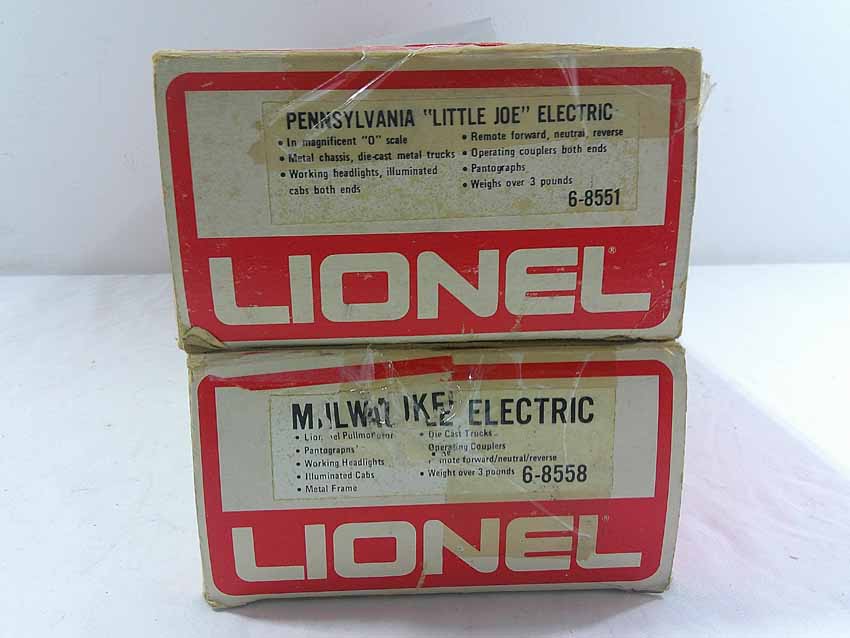 PENNSYLVANIA "LITTLE JOE" ELECTRIC
• In magnificent "O" scale
• Metal chassis, die-cast metal trucks
• Working headlights, illuminated
cabs both ends
• Remote forward, neutral, reverse
• Operating couplers both ends
• Pantographs
• Weighs over 3 pounds
6-8551
LIONEL®
ELECTRIC
• Pantographs
• Working Headlights
• Illuminated Cabs
• Metal Frame
• Die Cast Trucks
Operating Couplers
forward/neutral/reverse
• Weight over 3 pounds
6-8558
LIONEL®